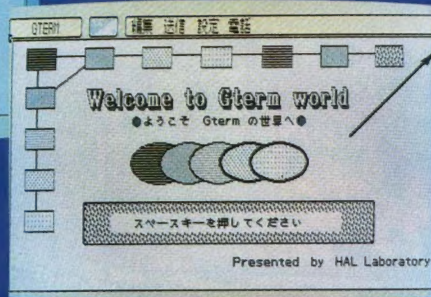 GTERM 編集 送信 設定 電話
Welcome to Gterm world
●ようこそ Gterm の世界へ●
スペースキーを押してください
Presented by HAL Laboratory